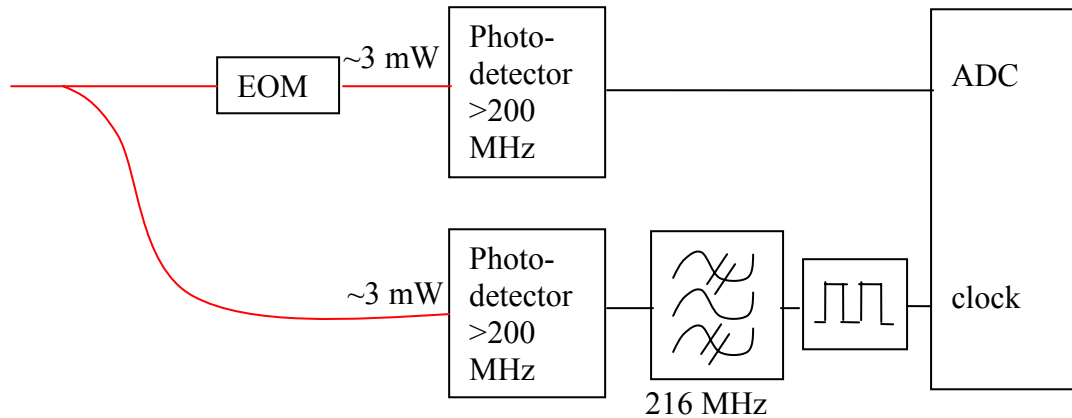 ~3 mW
EOM
Photo-
detector
>200
MHz
ADC
~3 mW
Photo-
detector
>200
MHz
216 MHz
clock